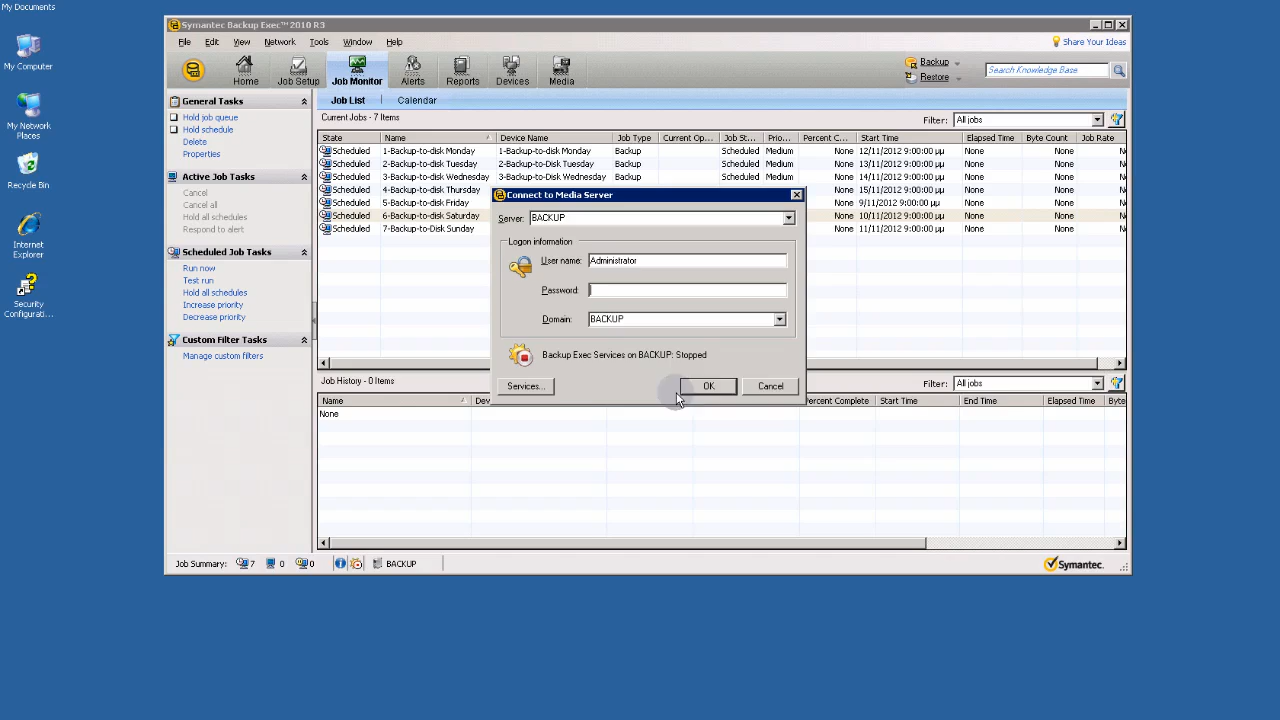 My Documents
My Computer
My Network
Places
Recycle Bin
Internet
Explorer
Security
Configurati...
Symantec Backup Exec™ 2010 R3
File Edit View Network Tools Window Help
Share Your Ideas
Home Job Setup Job Monitor Alerts Reports Devices Media
Backup
Restore
Search Knowledge Base
General Tasks
Hold job queue
Hold schedule
Delete
Properties
Active Job Tasks
Cancel
Cancel all
Hold all schedules
Respond to alert
Scheduled Job Tasks
Run now
Test run
Hold all schedules
Increase priority
Decrease priority
Custom Filter Tasks
Manage custom filters
Job List Calendar
Current Jobs - 7 Items
Filter: All jobs
State Name Device Name Job Type Current Op... Job St... Prio... Percent C... Start Time Elapsed Time Byte Count Job Rate
Scheduled 1-Backup-to-disk Monday 1-Backup-to-disk Monday Backup Scheduled Medium None 12/11/2012 9:00:00 μμ None None
Scheduled 2-Backup-to-disk Tuesday 2-Backup-to-Disk Tuesday Backup Scheduled Medium None 13/11/2012 9:00:00 μμ None None
Scheduled 3-Backup-to-disk Wednesday 3-Backup-to-Disk Wednesday Backup Scheduled Medium None 14/11/2012 9:00:00 μμ None None
Scheduled 4-Backup-to-disk Thursday None 15/11/2012 9:00:00 μμ None None
Scheduled 5-Backup-to-disk Friday None 9/11/2012 9:00:00 μμ None None
Scheduled 6-Backup-to-disk Saturday None 10/11/2012 9:00:00 μμ None None
Scheduled 7-Backup-to-Disk Sunday None 11/11/2012 9:00:00 μμ None None
Connect to Media Server
Server: BACKUP
Logon information
User name: Administrator
Password:
Domain: BACKUP
Backup Exec Services on BACKUP: Stopped
Services... OK Cancel
Job History - 0 Items
Filter: All jobs
Name Percent Complete Start Time End Time Elapsed Time Byte
None
Job Summary: 7 0 0 BACKUP
Symantec.